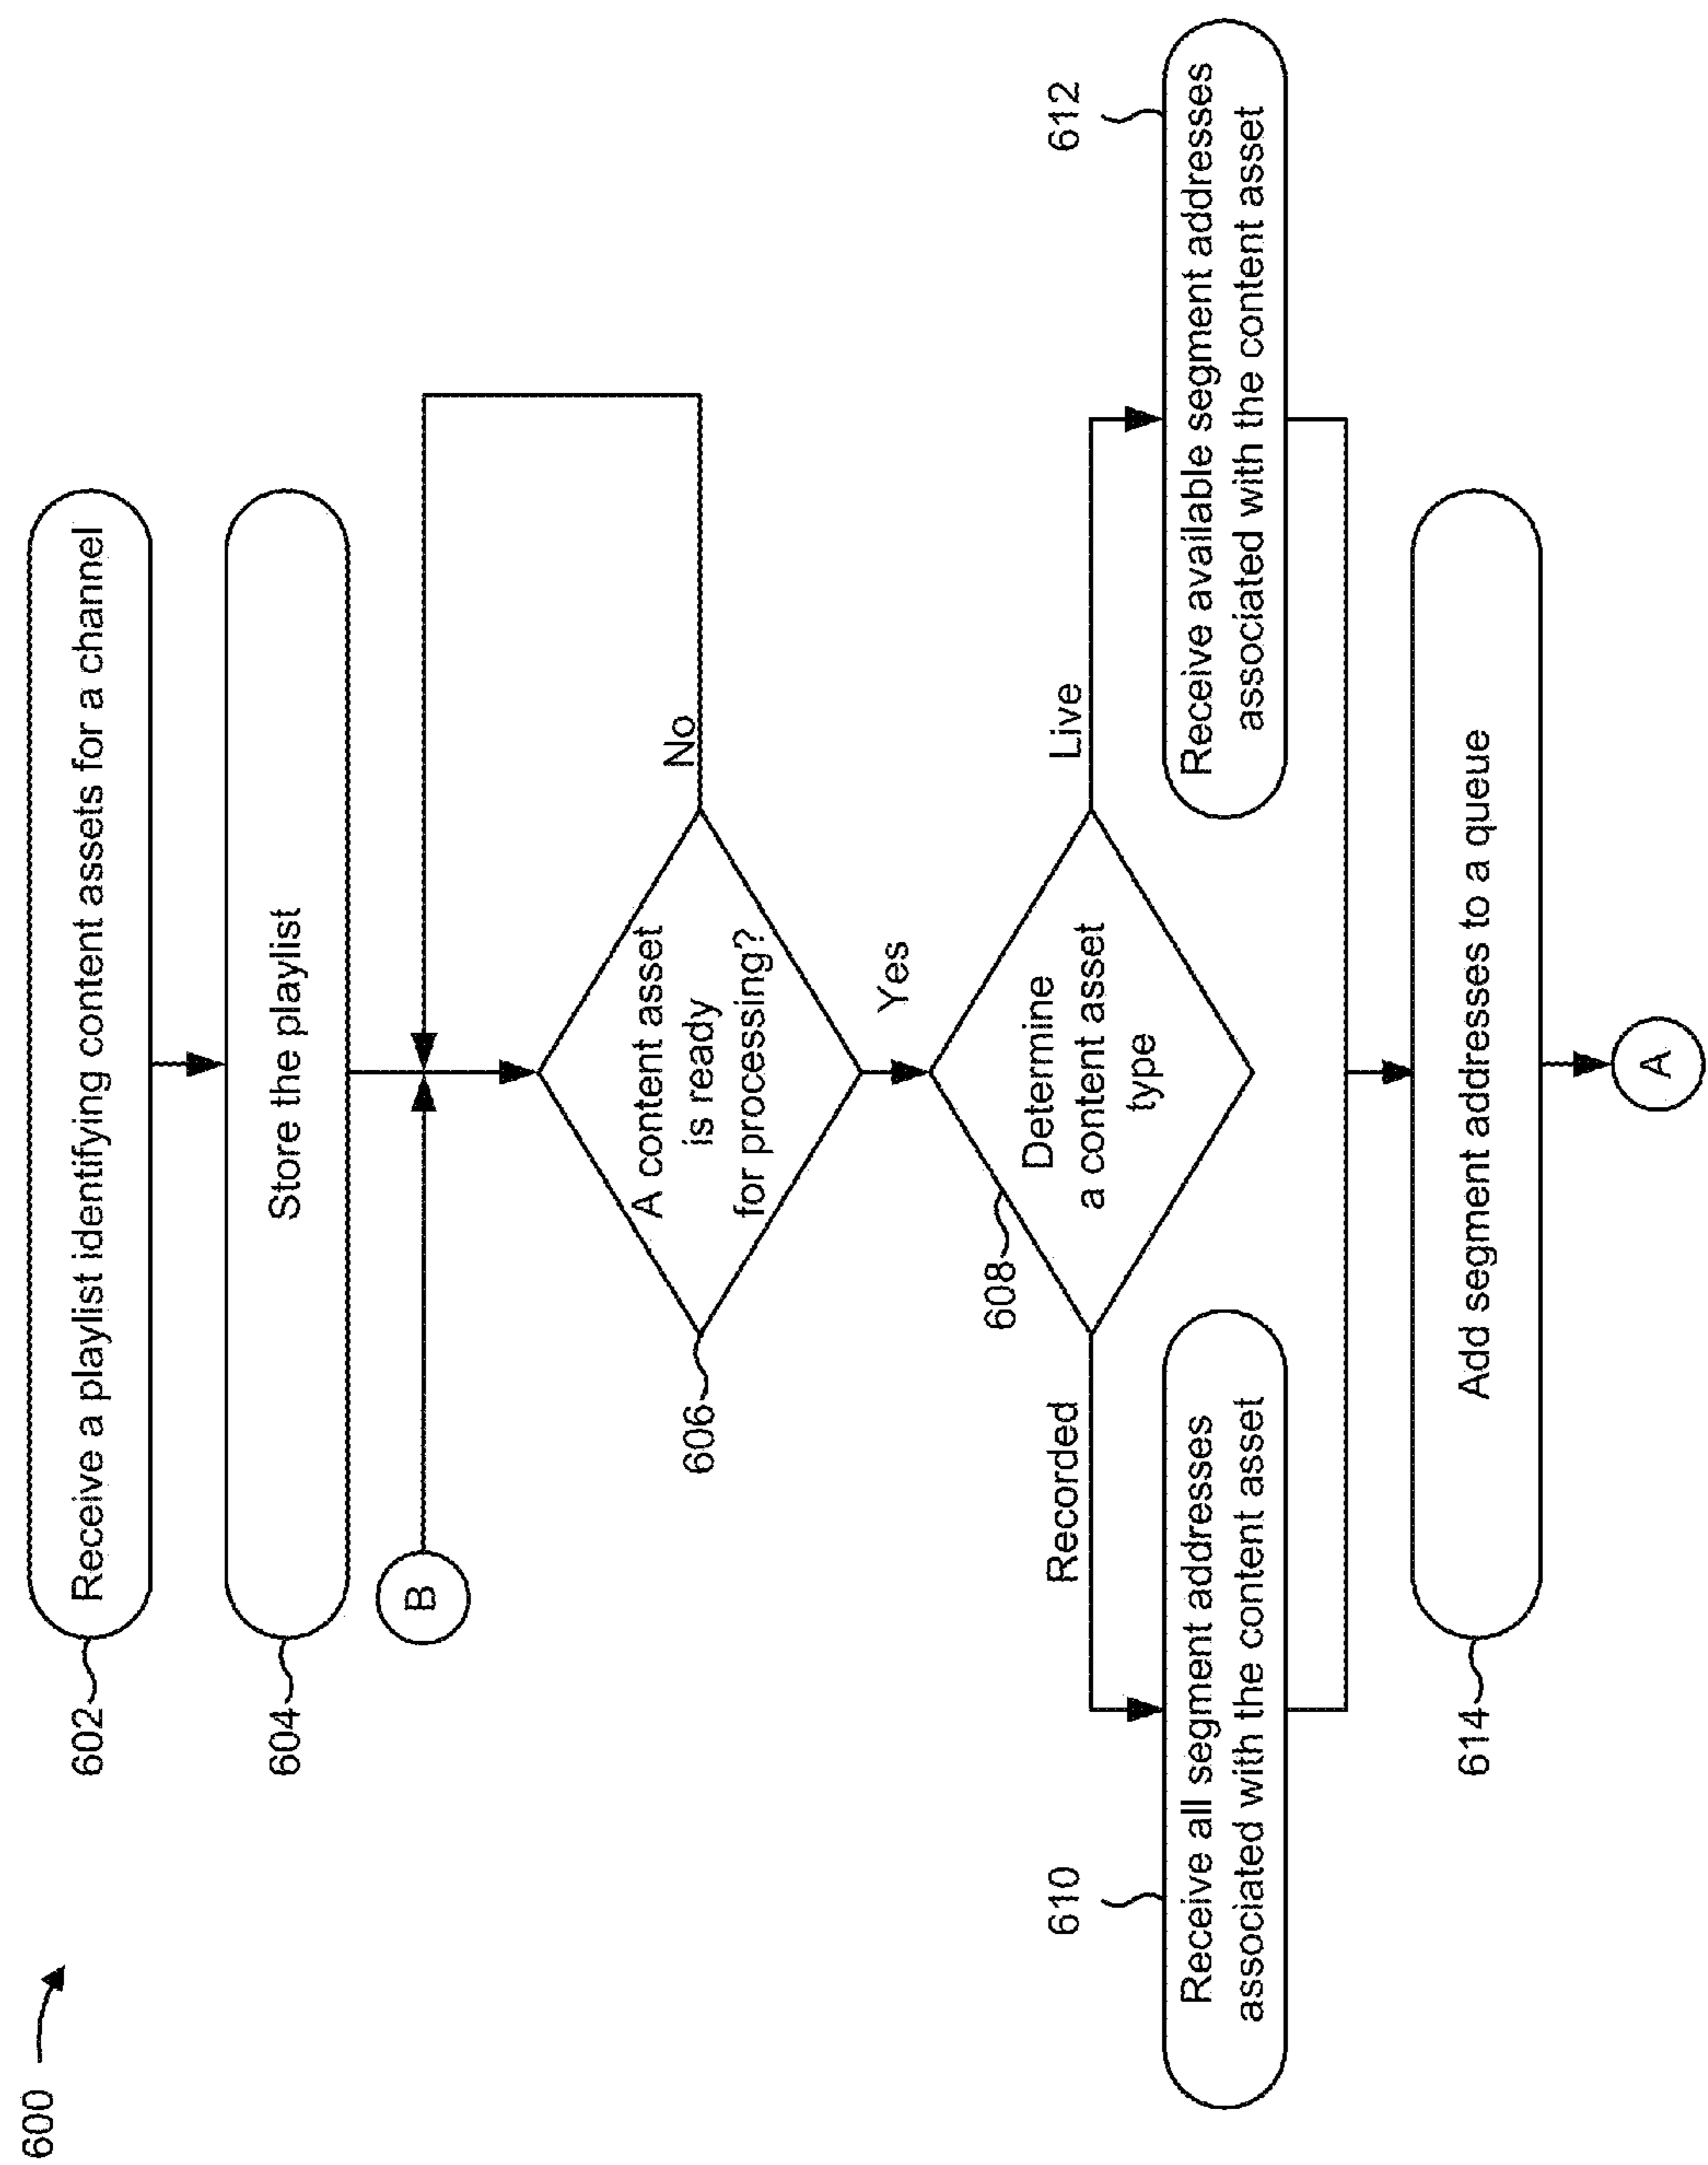 600
602
Receive a playlist identifying content assets for a channel
604
Store the playlist
B
A content asset
is ready
for processing?
606
No
Yes
608
Determine
a content asset
type
Recorded
Live
610
Receive all segment addresses
associated with the content asset
612
Receive available segment addresses
associated with the content asset
614
Add segment addresses to a queue
A